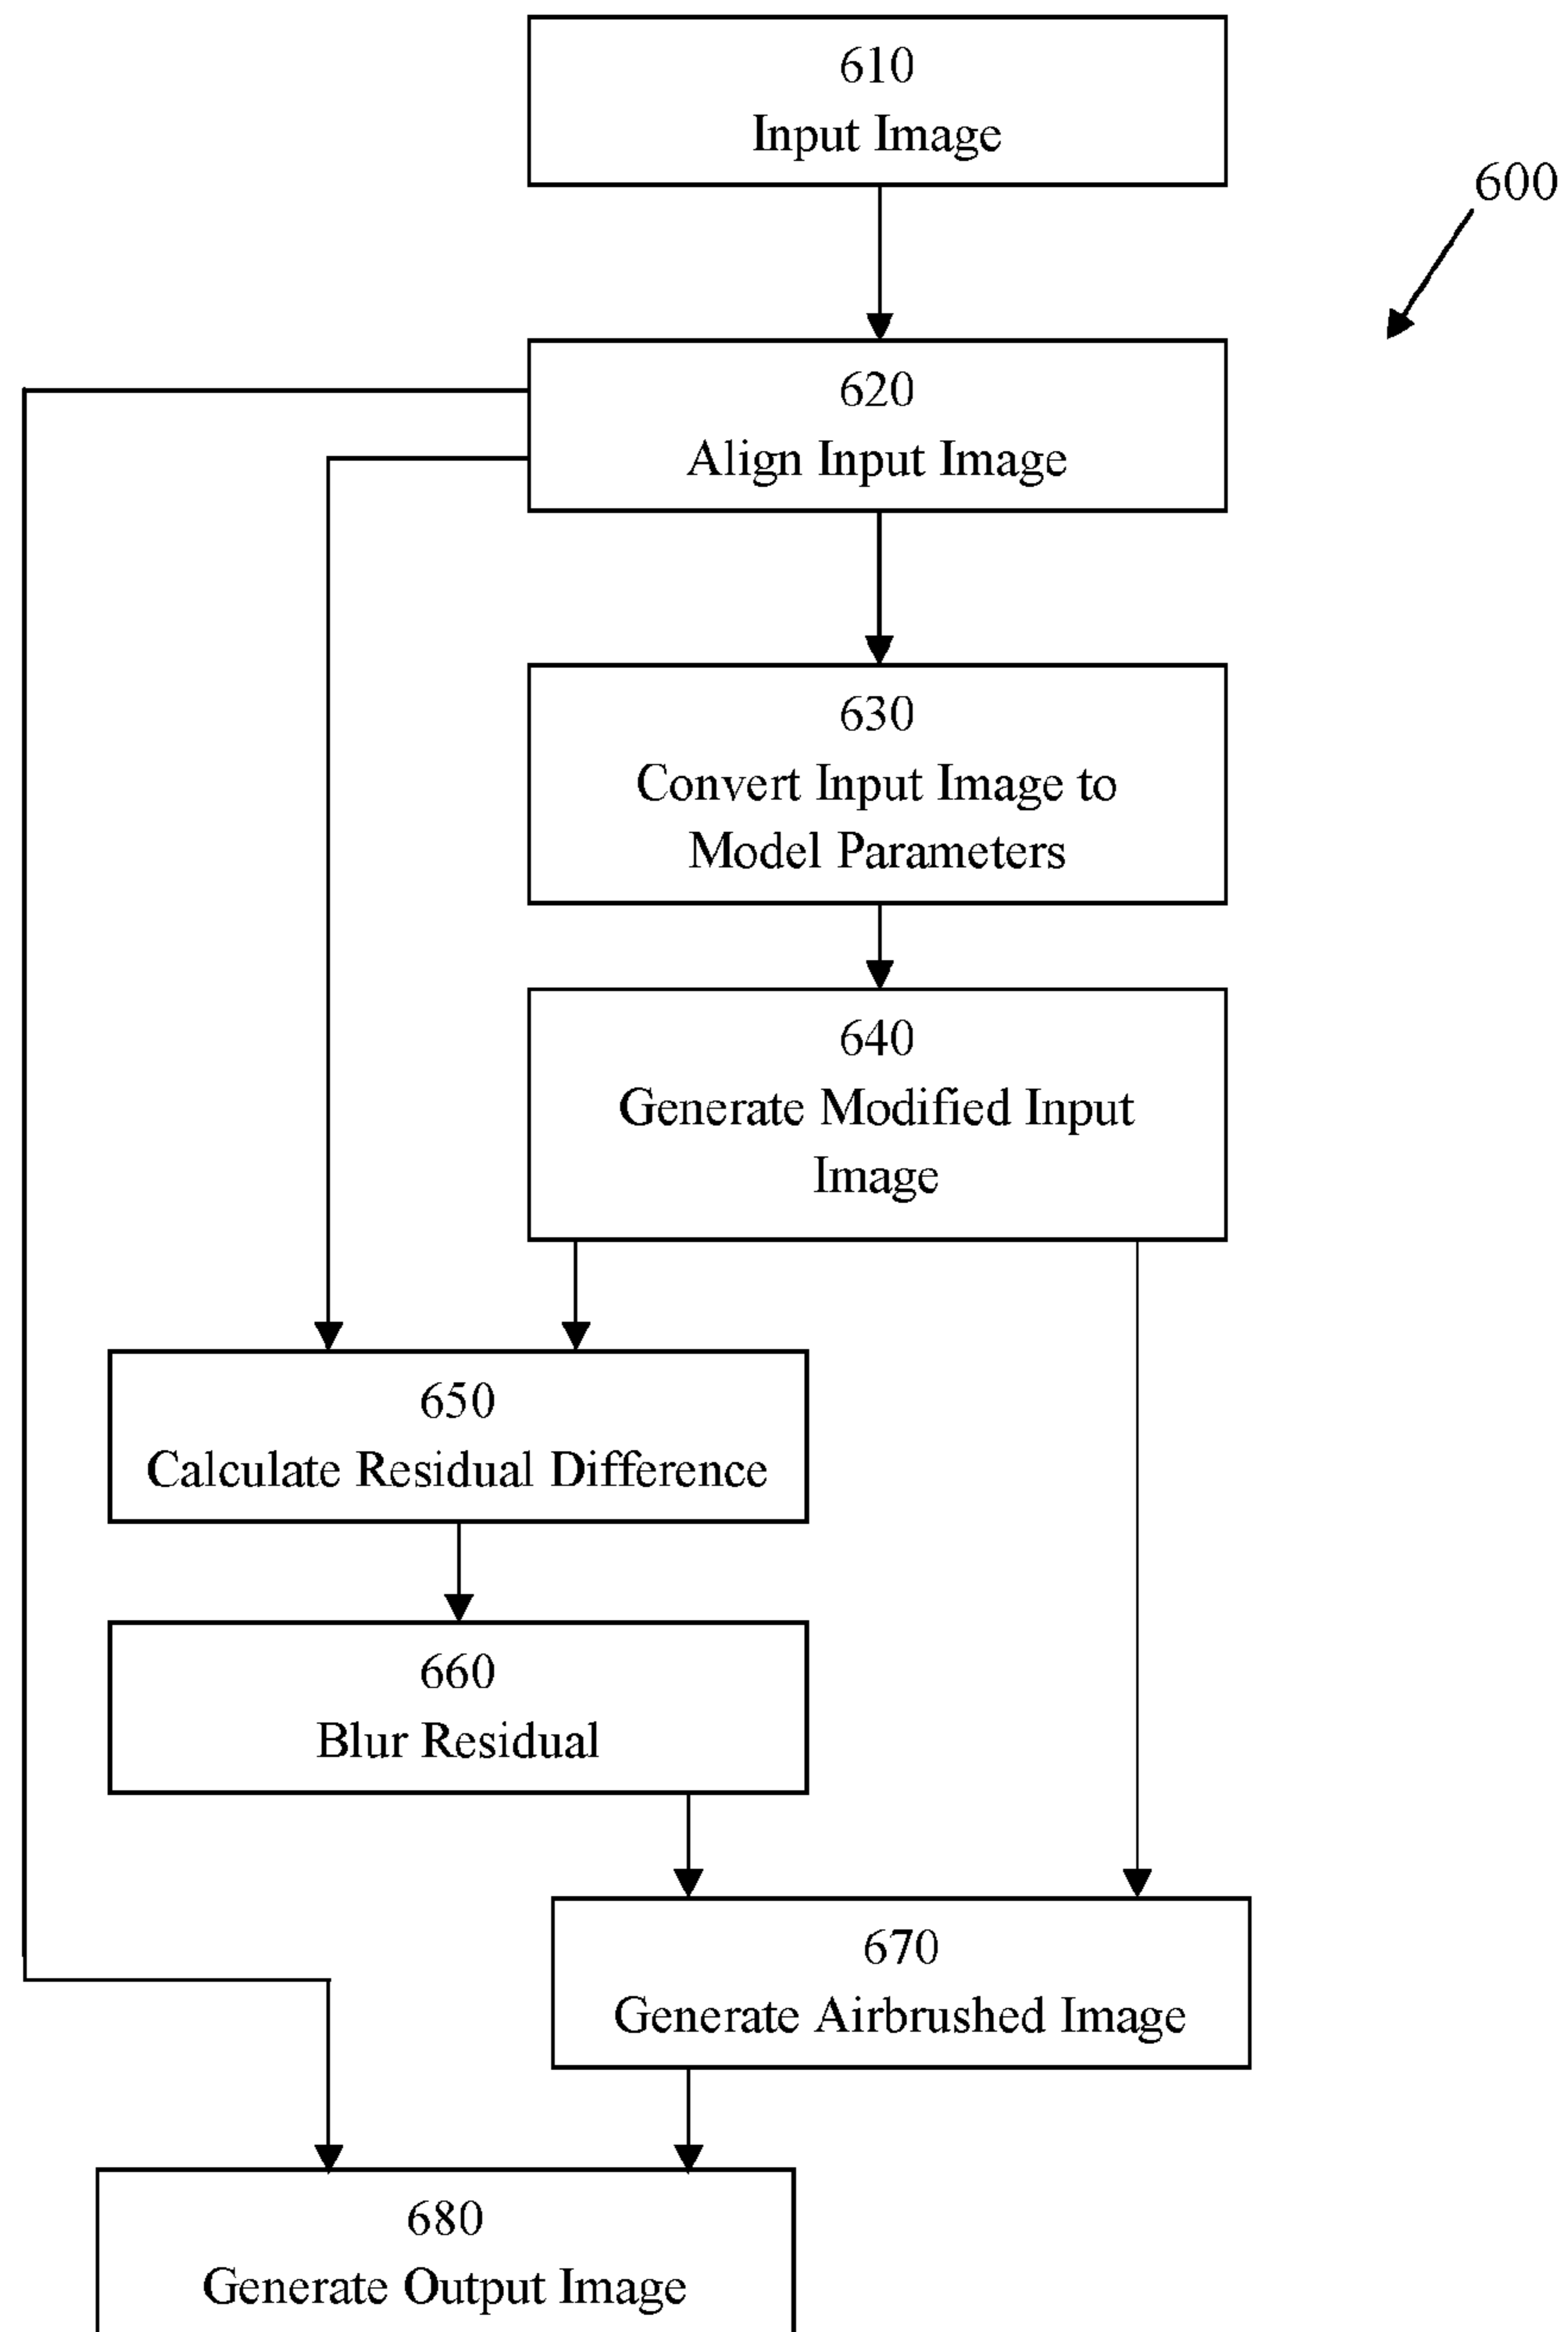 610
Input Image
600
620
Align Input Image
630
Convert Input Image to
Model Parameters
640
Generate Modified Input
Image
650
Calculate Residual Difference
660
Blur Residual
670
Generate Airbrushed Image
680
Generate Output Image